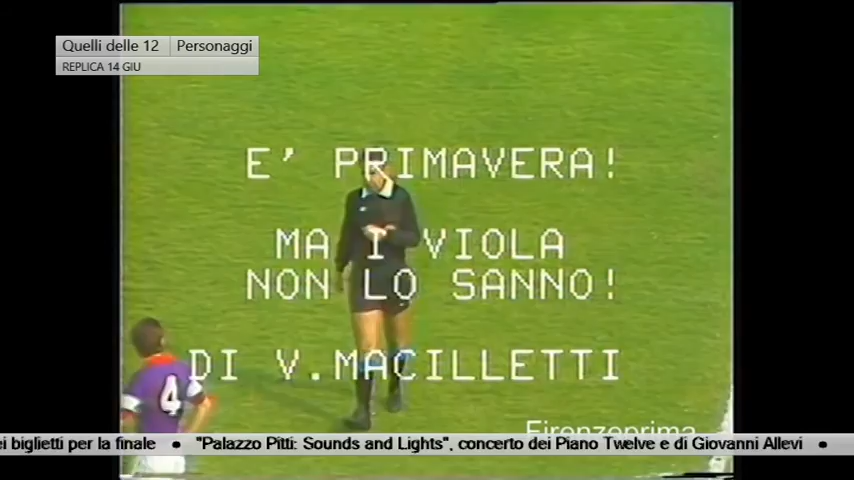 Quelli delle 12 Personaggi
REPLICA 14 GIU
E' PRIMAVERA!
MA I VIOLA
NON LO SANNO!
DI V.MACILLETTI
4
Firenzeprima
ei biglietti per la finale • "Palazzo Pitti: Sounds and Lights", concerto dei Piano Twelve e di Giovanni Allevi •